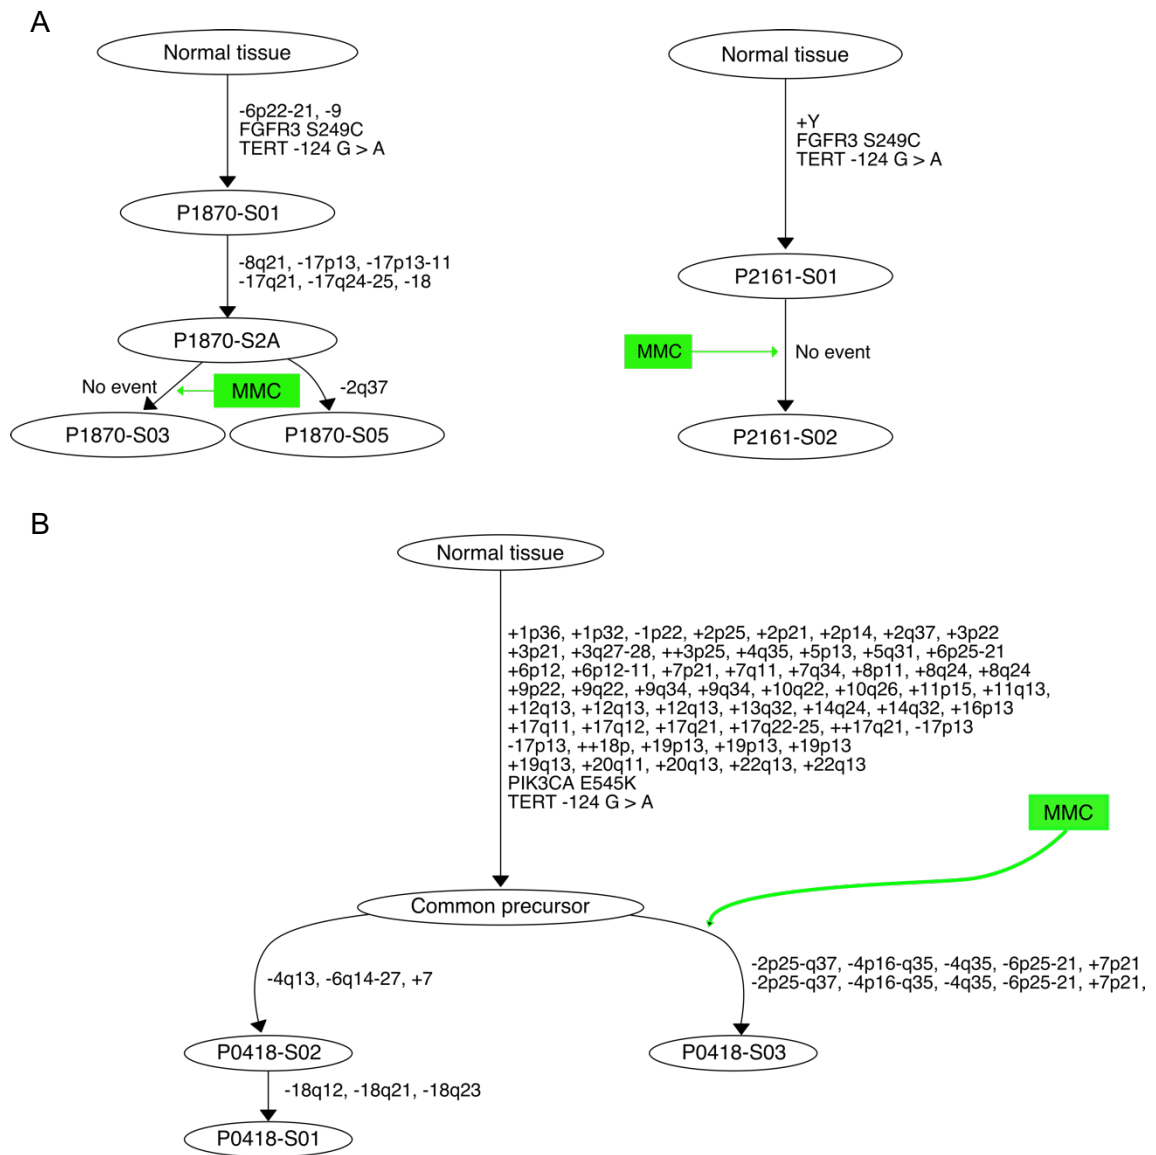 A
Normal tissue
-6p22-21, -9
FGFR3 S249C
TERT -124 G > A
P1870-S01
-8q21, -17p13, -17p13-11
-17q21, -17q24-25, -18
P1870-S2A
No event
MMC
-2q37
P1870-S03
P1870-S05
Normal tissue
+Y
FGFR3 S249C
TERT -124 G > A
P2161-S01
MMC
No event
P2161-S02
B
Normal tissue
+1p36, +1p32, -1p22, +2p25, +2p21, +2p14, +2q37, +3p22
+3p21, +3q27-28, ++3p25, +4q35, +5p13, +5q31, +6p25-21
+6p12, +6p12-11, +7p21, +7q11, +7q34, +8p11, +8q24, +8q24
+9p22, +9q22, +9q34, +9q34, +10q22, +10q26, +11p15, +11q13,
+12q13, +12q13, +12q13, +13q32, +14q24, +14q32, +16p13
+17q11, +17q12, +17q21, +17q22-25, ++17q21, -17p13
-17p13, ++18p, +19p13, +19p13, +19p13
+19q13, +20q11, +20q13, +22q13, +22q13
PIK3CA E545K
TERT -124 G > A
MMC
Common precursor
-4q13, -6q14-27, +7
-2p25-q37, -4p16-q35, -4q35, -6p25-21, +7p21
-2p25-q37, -4p16-q35, -4q35, -6p25-21, +7p21,
P0418-S02
P0418-S03
-18q12, -18q21, -18q23
P0418-S01